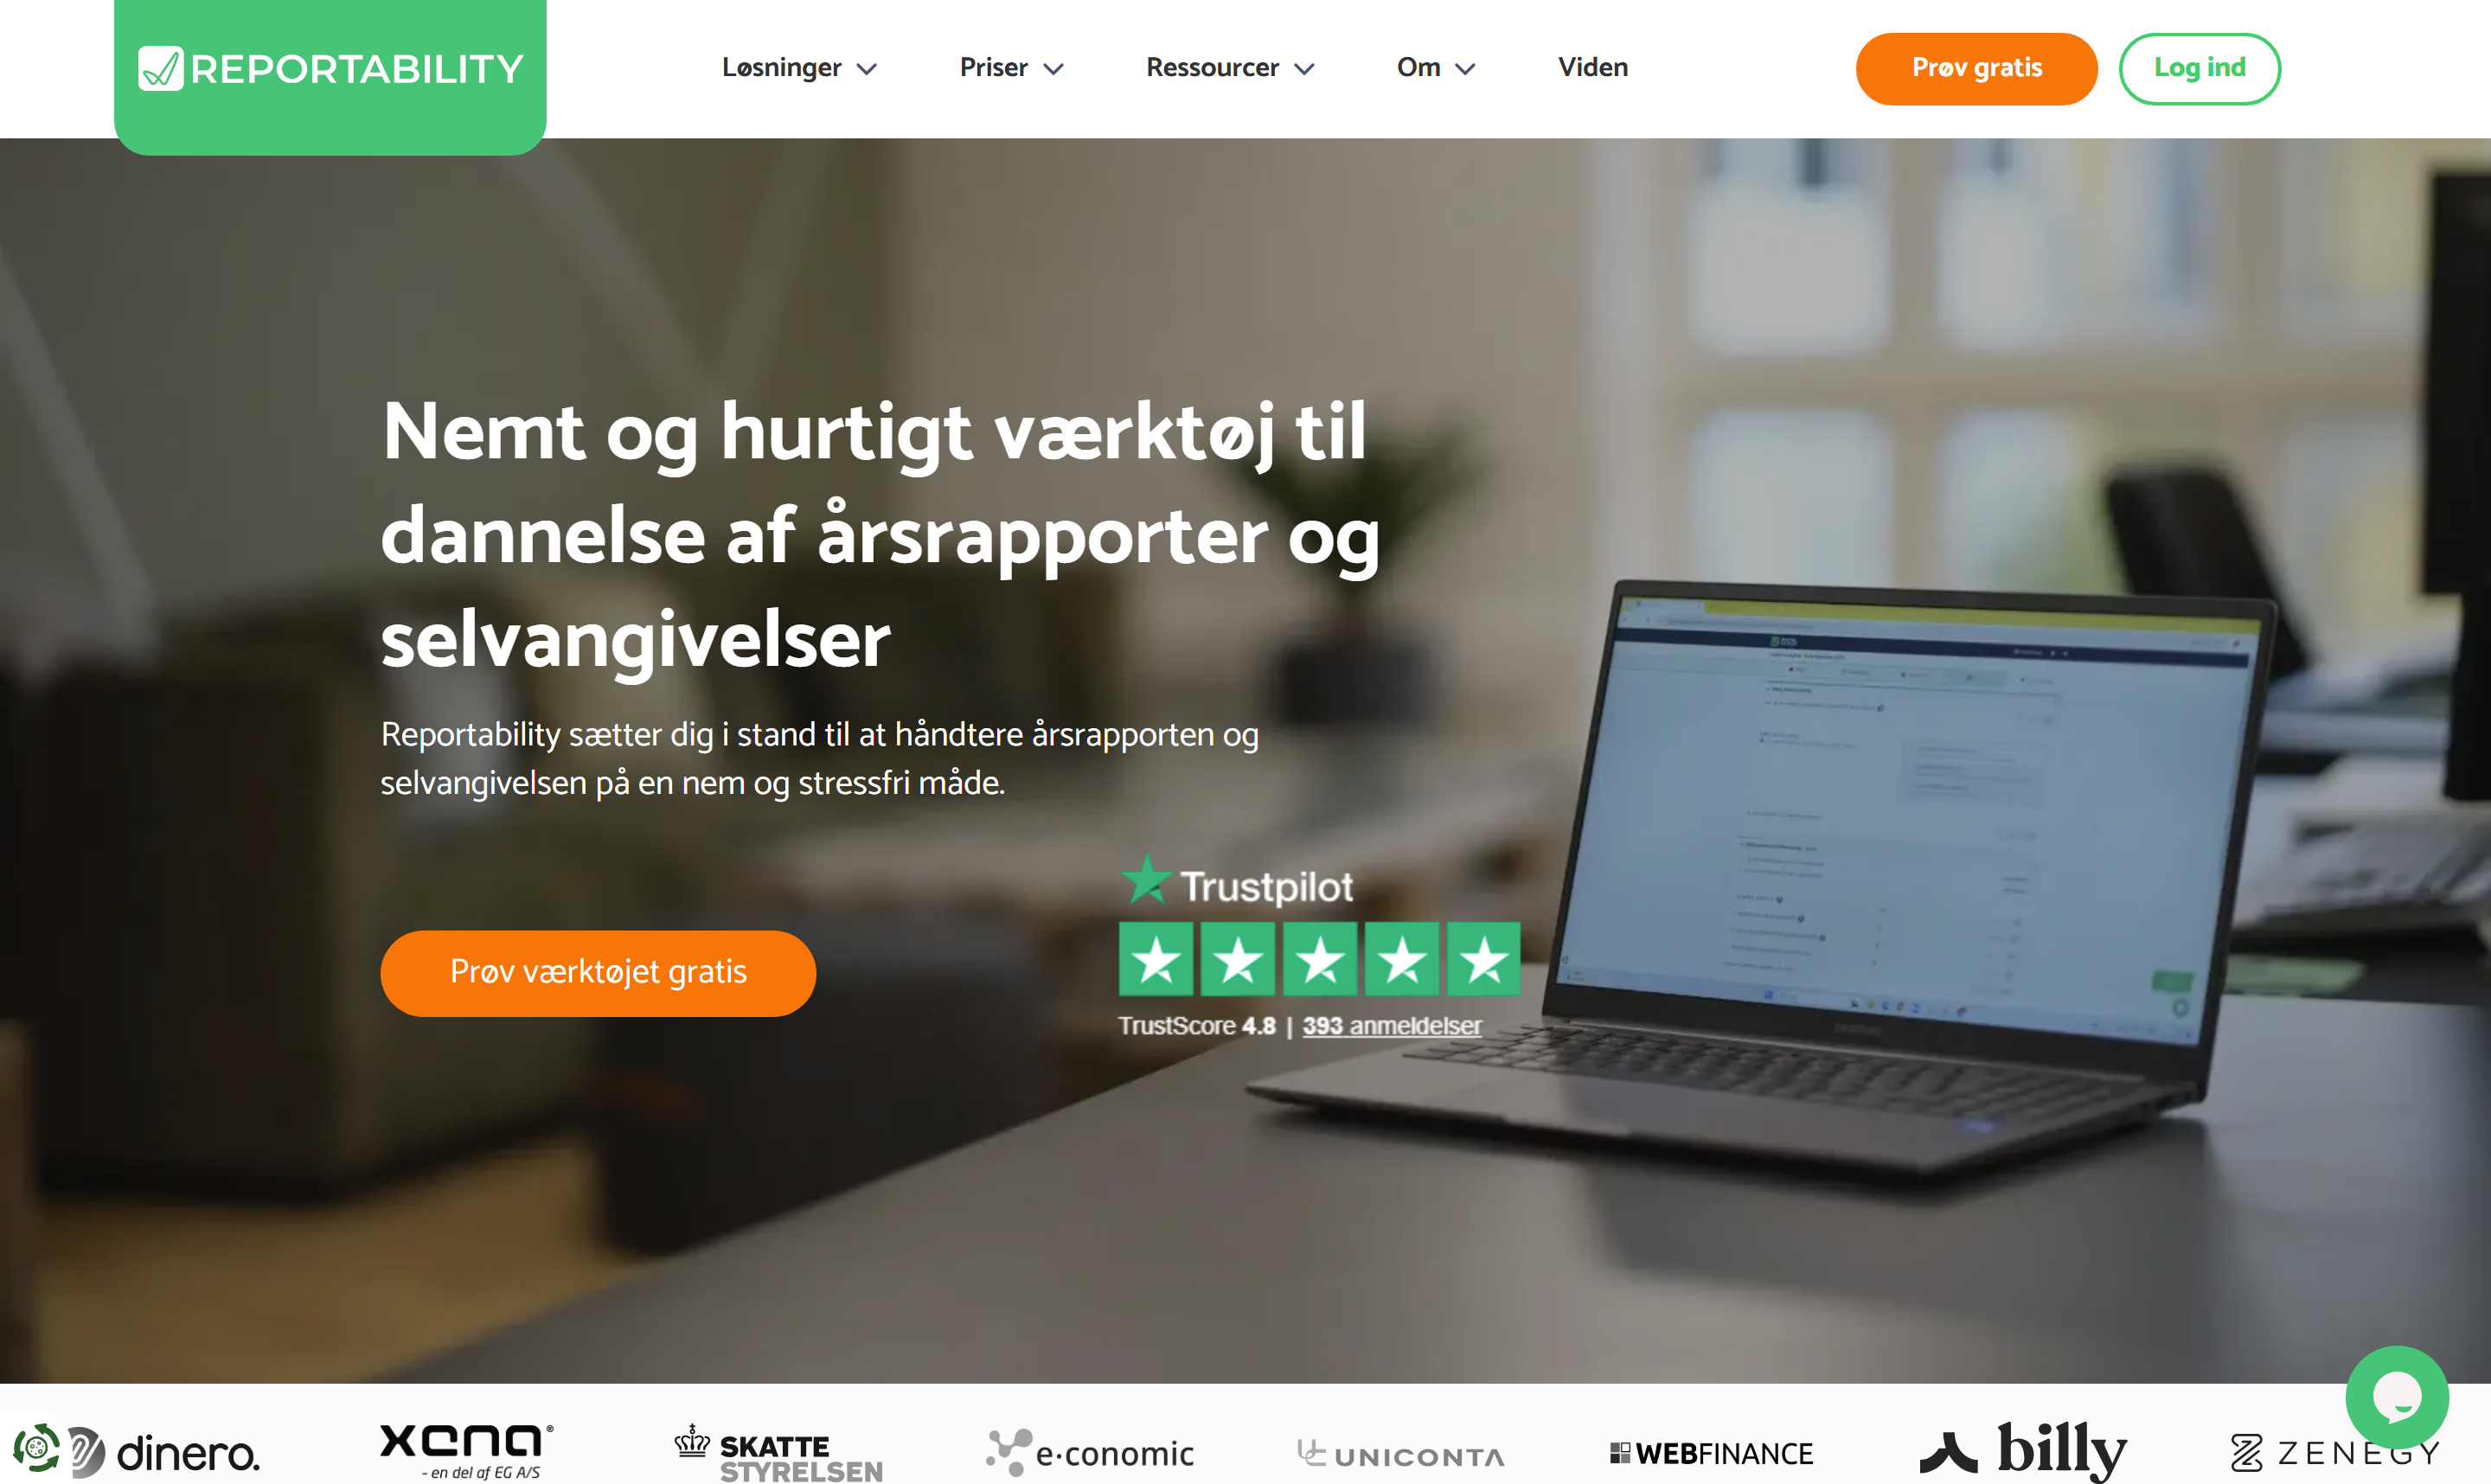 REPORTABILITY
Løsninger
Priser
Ressourcer
Om
Viden
Prøv gratis
Log ind
Nemt og hurtigt værktøj til
dannelse af årsrapporter og
selvangivelser
Reportability sætter dig i stand til at håndtere årsrapporten og
selvangivelsen på en nem og stressfri måde.
Prøv værktøjet gratis
Trustpilot
TrustScore 4.8 | 393 anmeldelser
dinero.
xena®
- en del af EG A/S
SKATTE
STYRELSEN
e·conomic
UNICONTA
WEBFINANCE
billy
ZENEGY